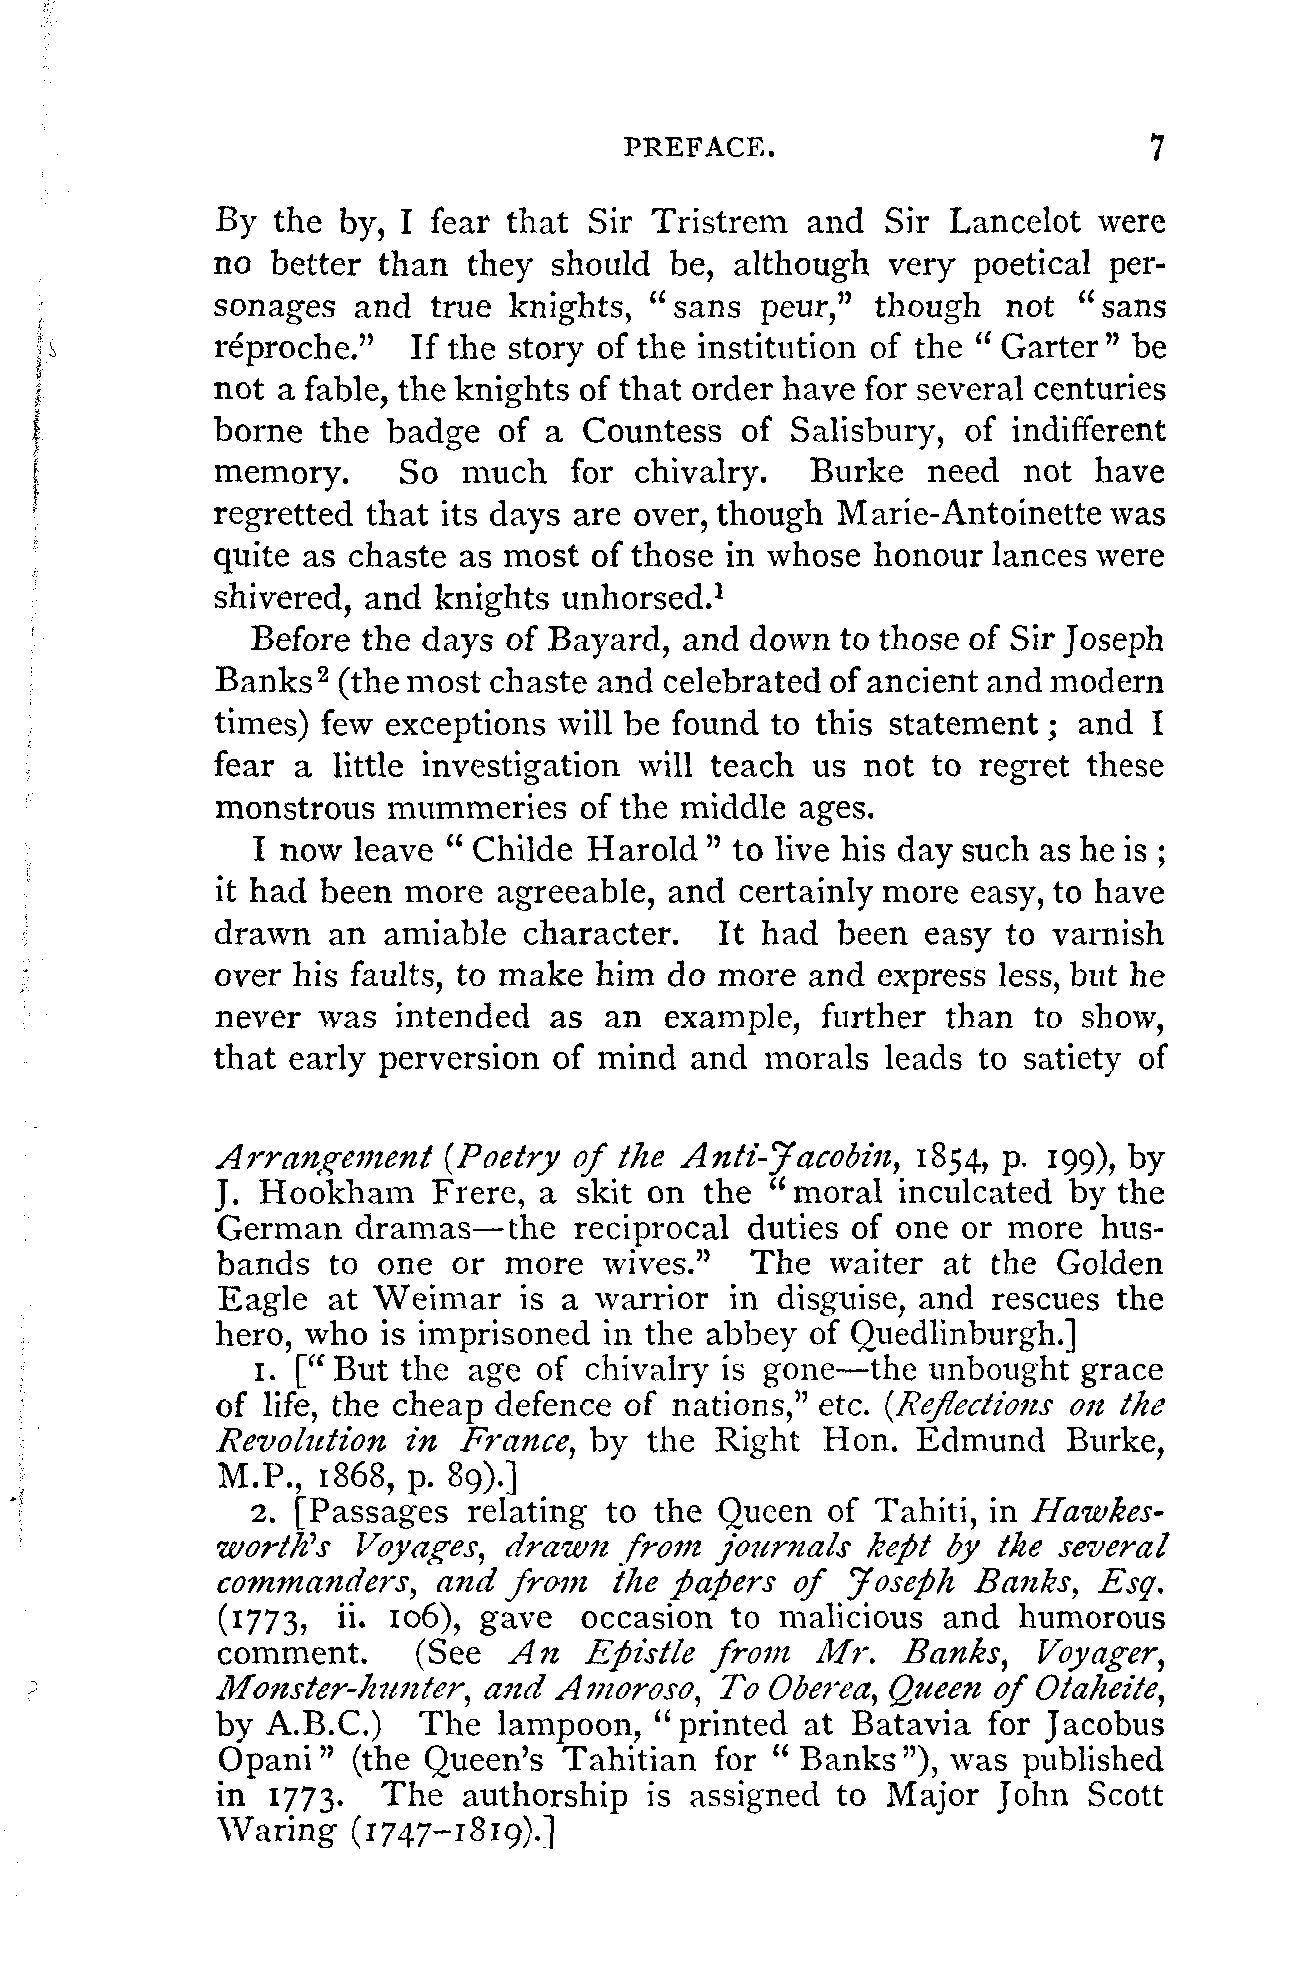 PREFACE. 7
By the by, I fear that Sir Tristrem and Sir Lancelot were
no better than they should be, although very poetical per-
sonages and true knights, “sans peur,” though not “sans
réproche.” If the story of the institution of the “Garter” be
not a fable, the knights of that order have for several centuries
borne the badge of a Countess of Salisbury, of indifferent
memory. So much for chivalry. Burke need not have
regretted that its days are over, though Marie-Antoinette was
quite as chaste as most of those in whose honour lances were
shivered, and knights unhorsed.¹
Before the days of Bayard, and down to those of Sir Joseph
Banks² (the most chaste and celebrated of ancient and modern
times) few exceptions will be found to this statement; and I
fear a little investigation will teach us not to regret these
monstrous mummeries of the middle ages.
I now leave “Childe Harold” to live his day such as he is;
it had been more agreeable, and certainly more easy, to have
drawn an amiable character. It had been easy to varnish
over his faults, to make him do more and express less, but he
never was intended as an example, further than to show,
that early perversion of mind and morals leads to satiety of
Arrangement (Poetry of the Anti-Jacobin, 1854, p. 199), by
J. Hookham Frere, a skit on the “moral inculcated by the
German dramas—the reciprocal duties of one or more hus-
bands to one or more wives.” The waiter at the Golden
Eagle at Weimar is a warrior in disguise, and rescues the
hero, who is imprisoned in the abbey of Quedlinburgh.]
1. [“But the age of chivalry is gone—the unbought grace
of life, the cheap defence of nations,” etc. (Reflections on the
Revolution in France, by the Right Hon. Edmund Burke,
M.P., 1868, p. 89).]
2. [Passages relating to the Queen of Tahiti, in Hawkes-
worth's Voyages, drawn from journals kept by the several
commanders, and from the papers of Joseph Banks, Esq.
(1773, ii. 106), gave occasion to malicious and humorous
comment. (See An Epistle from Mr. Banks, Voyager,
Monster-hunter, and Amoroso, To Oberea, Queen of Otaheite,
by A.B.C.) The lampoon, “printed at Batavia for Jacobus
Opani” (the Queen's Tahitian for “Banks”), was published
in 1773. The authorship is assigned to Major John Scott
Waring (1747–1819).]